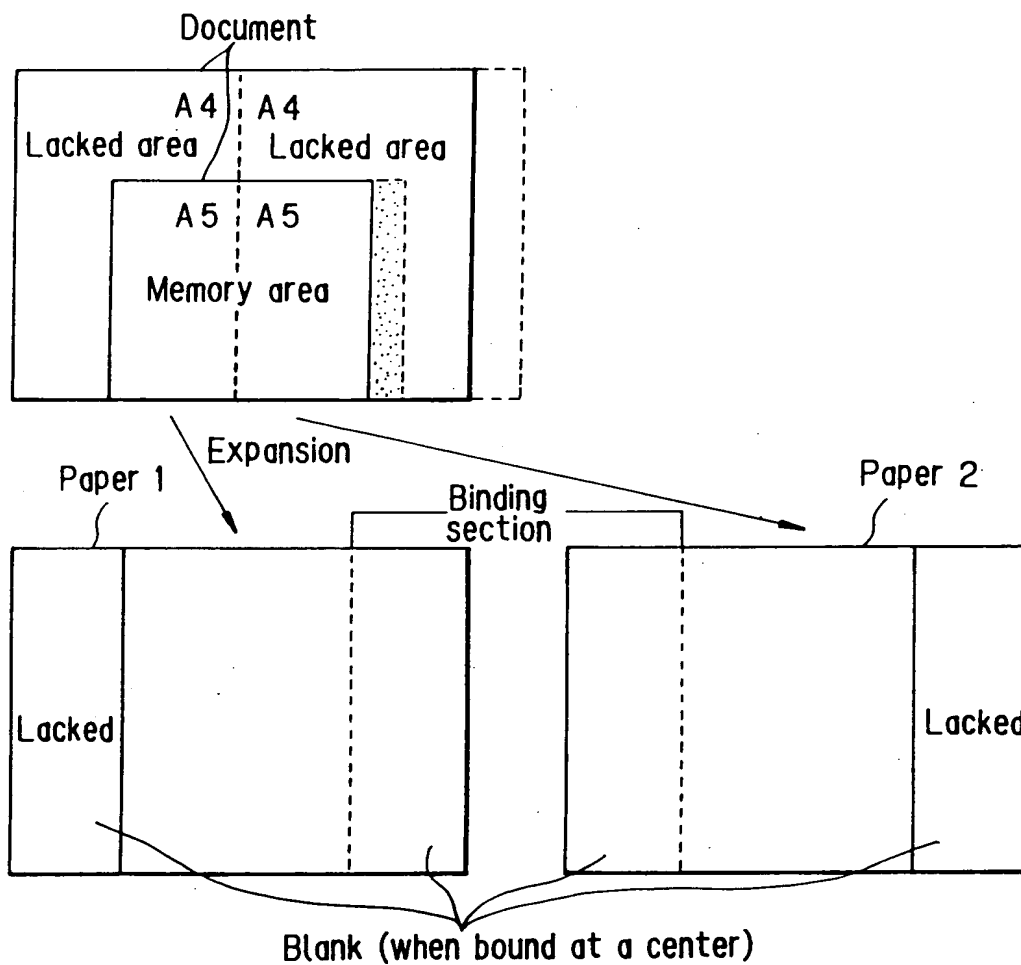 Document
A4 A4
Lacked area Lacked area
A5 A5
Memory area
Expansion
Paper 1
Binding
section
Paper 2
Lacked
Lacked
Blank (when bound at a center)